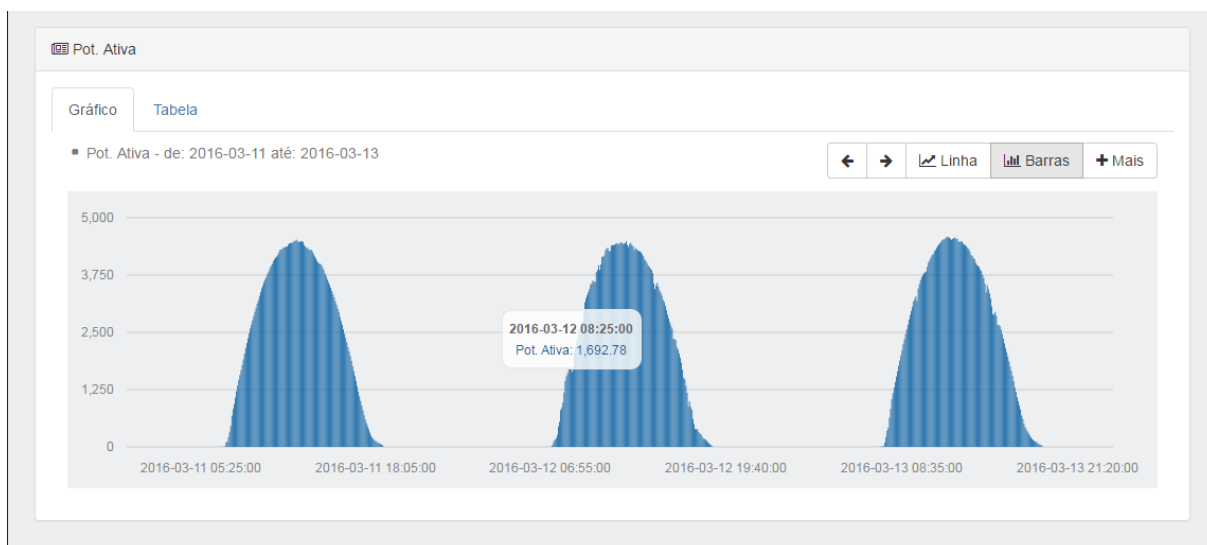 Pot. Ativa
Gráfico Tabela
Pot. Ativa - de: 2016-03-11 até: 2016-03-13
Linha Barras Mais
5,000
3,750
2,500
1,250
0
2016-03-12 08:25:00
Pot. Ativa: 1,692.78
2016-03-11 05:25:00 2016-03-11 18:05:00 2016-03-12 06:55:00 2016-03-12 19:40:00 2016-03-13 08:35:00 2016-03-13 21:20:00